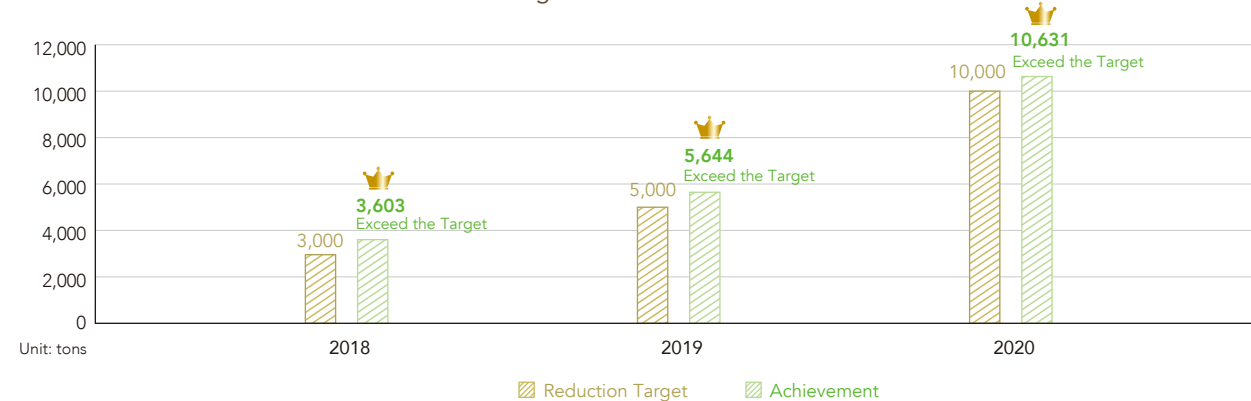 12,000
10,000
8,000
6,000
4,000
2,000
0
Unit: tons
3,000
3,603
Exceed the Target
5,000
5,644
Exceed the Target
10,000
10,631
Exceed the Target
2018
2019
2020
Reduction Target
Achievement